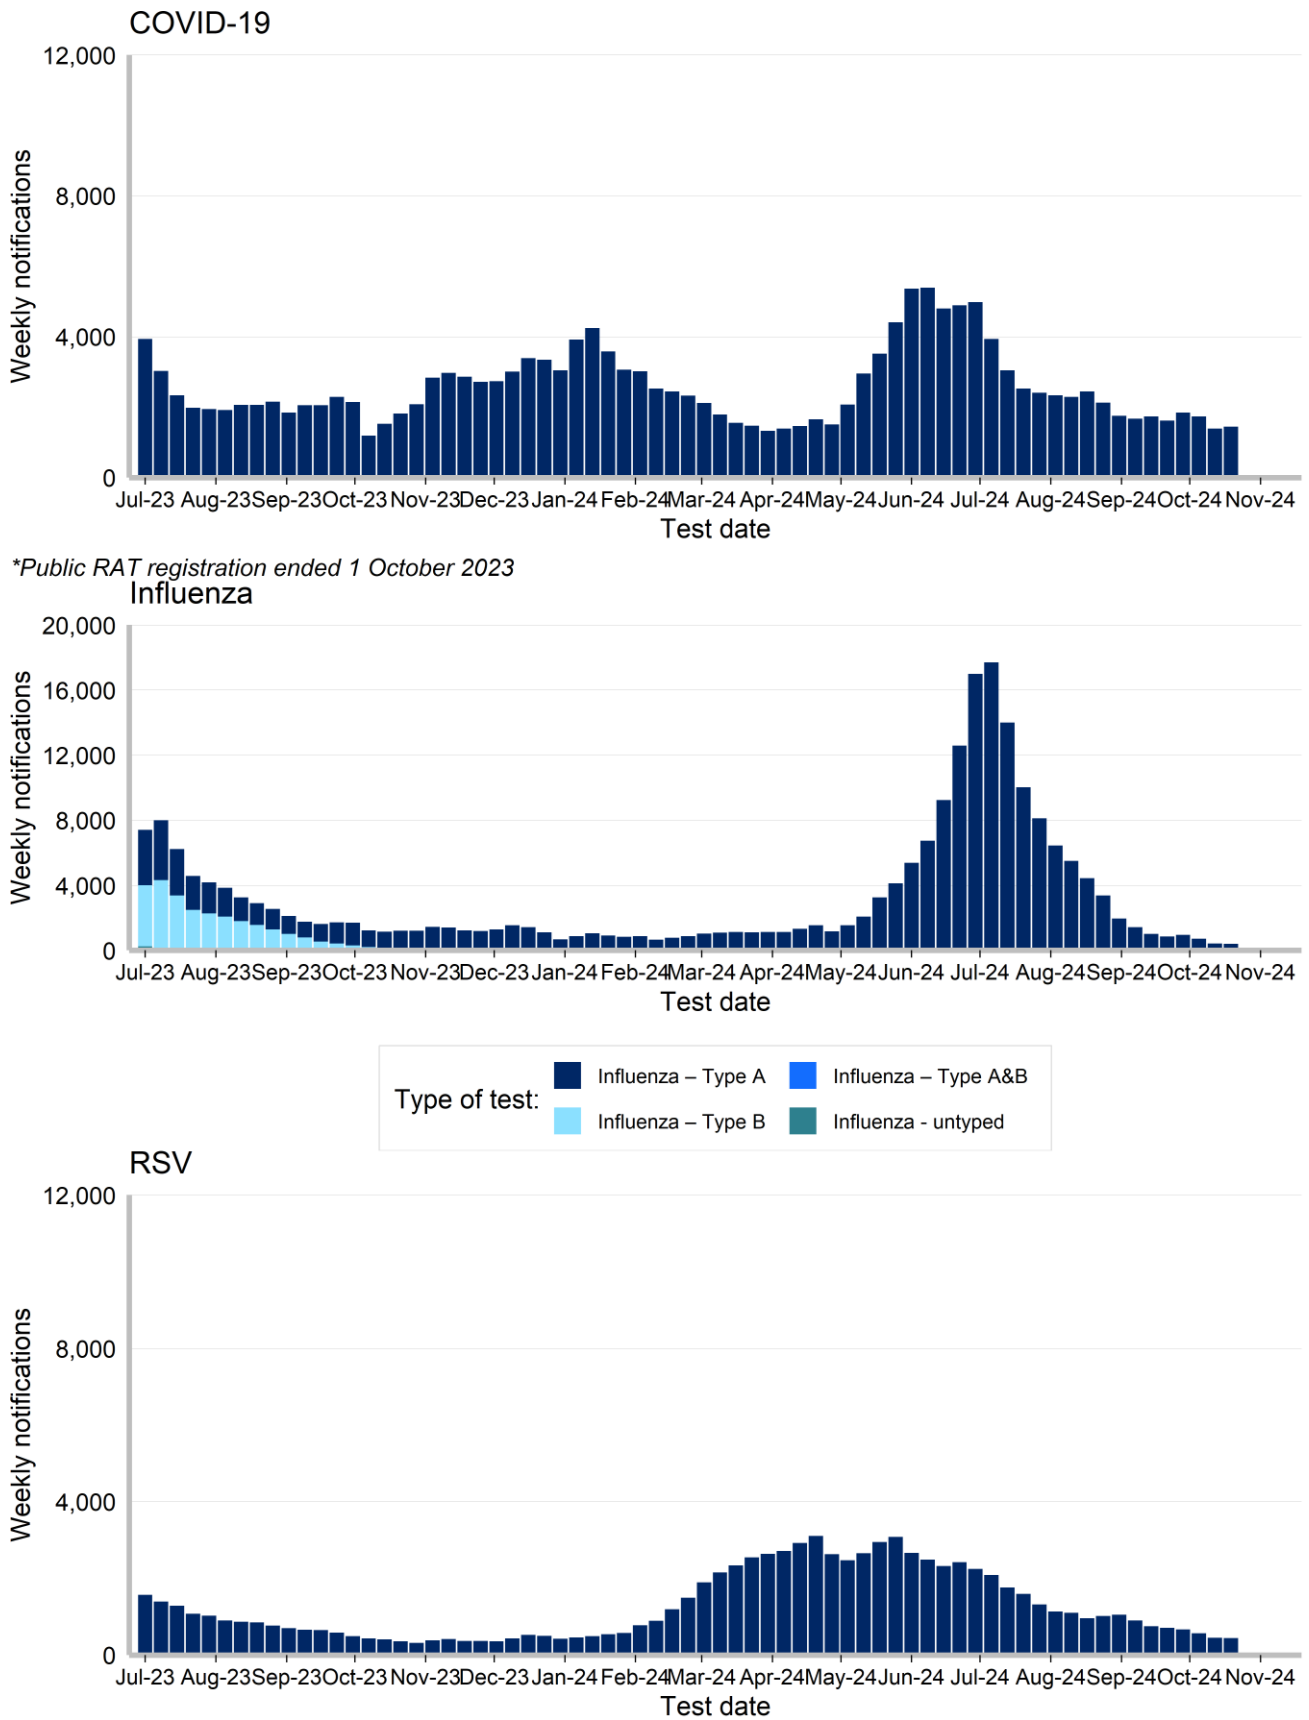 COVID-19
12,000
8,000
4,000
0
Weekly notifications
Jul-23 Aug-23 Sep-23 Oct-23 Nov-23 Dec-23 Jan-24 Feb-24 Mar-24 Apr-24 May-24 Jun-24 Jul-24 Aug-24 Sep-24 Oct-24 Nov-24
Test date
*Public RAT registration ended 1 October 2023
Influenza
20,000
16,000
12,000
8,000
4,000
0
Weekly notifications
Jul-23 Aug-23 Sep-23 Oct-23 Nov-23 Dec-23 Jan-24 Feb-24 Mar-24 Apr-24 May-24 Jun-24 Jul-24 Aug-24 Sep-24 Oct-24 Nov-24
Test date
Type of test:
Influenza – Type A
Influenza – Type A&B
Influenza – Type B
Influenza - untyped
RSV
12,000
8,000
4,000
0
Weekly notifications
Jul-23 Aug-23 Sep-23 Oct-23 Nov-23 Dec-23 Jan-24 Feb-24 Mar-24 Apr-24 May-24 Jun-24 Jul-24 Aug-24 Sep-24 Oct-24 Nov-24
Test date